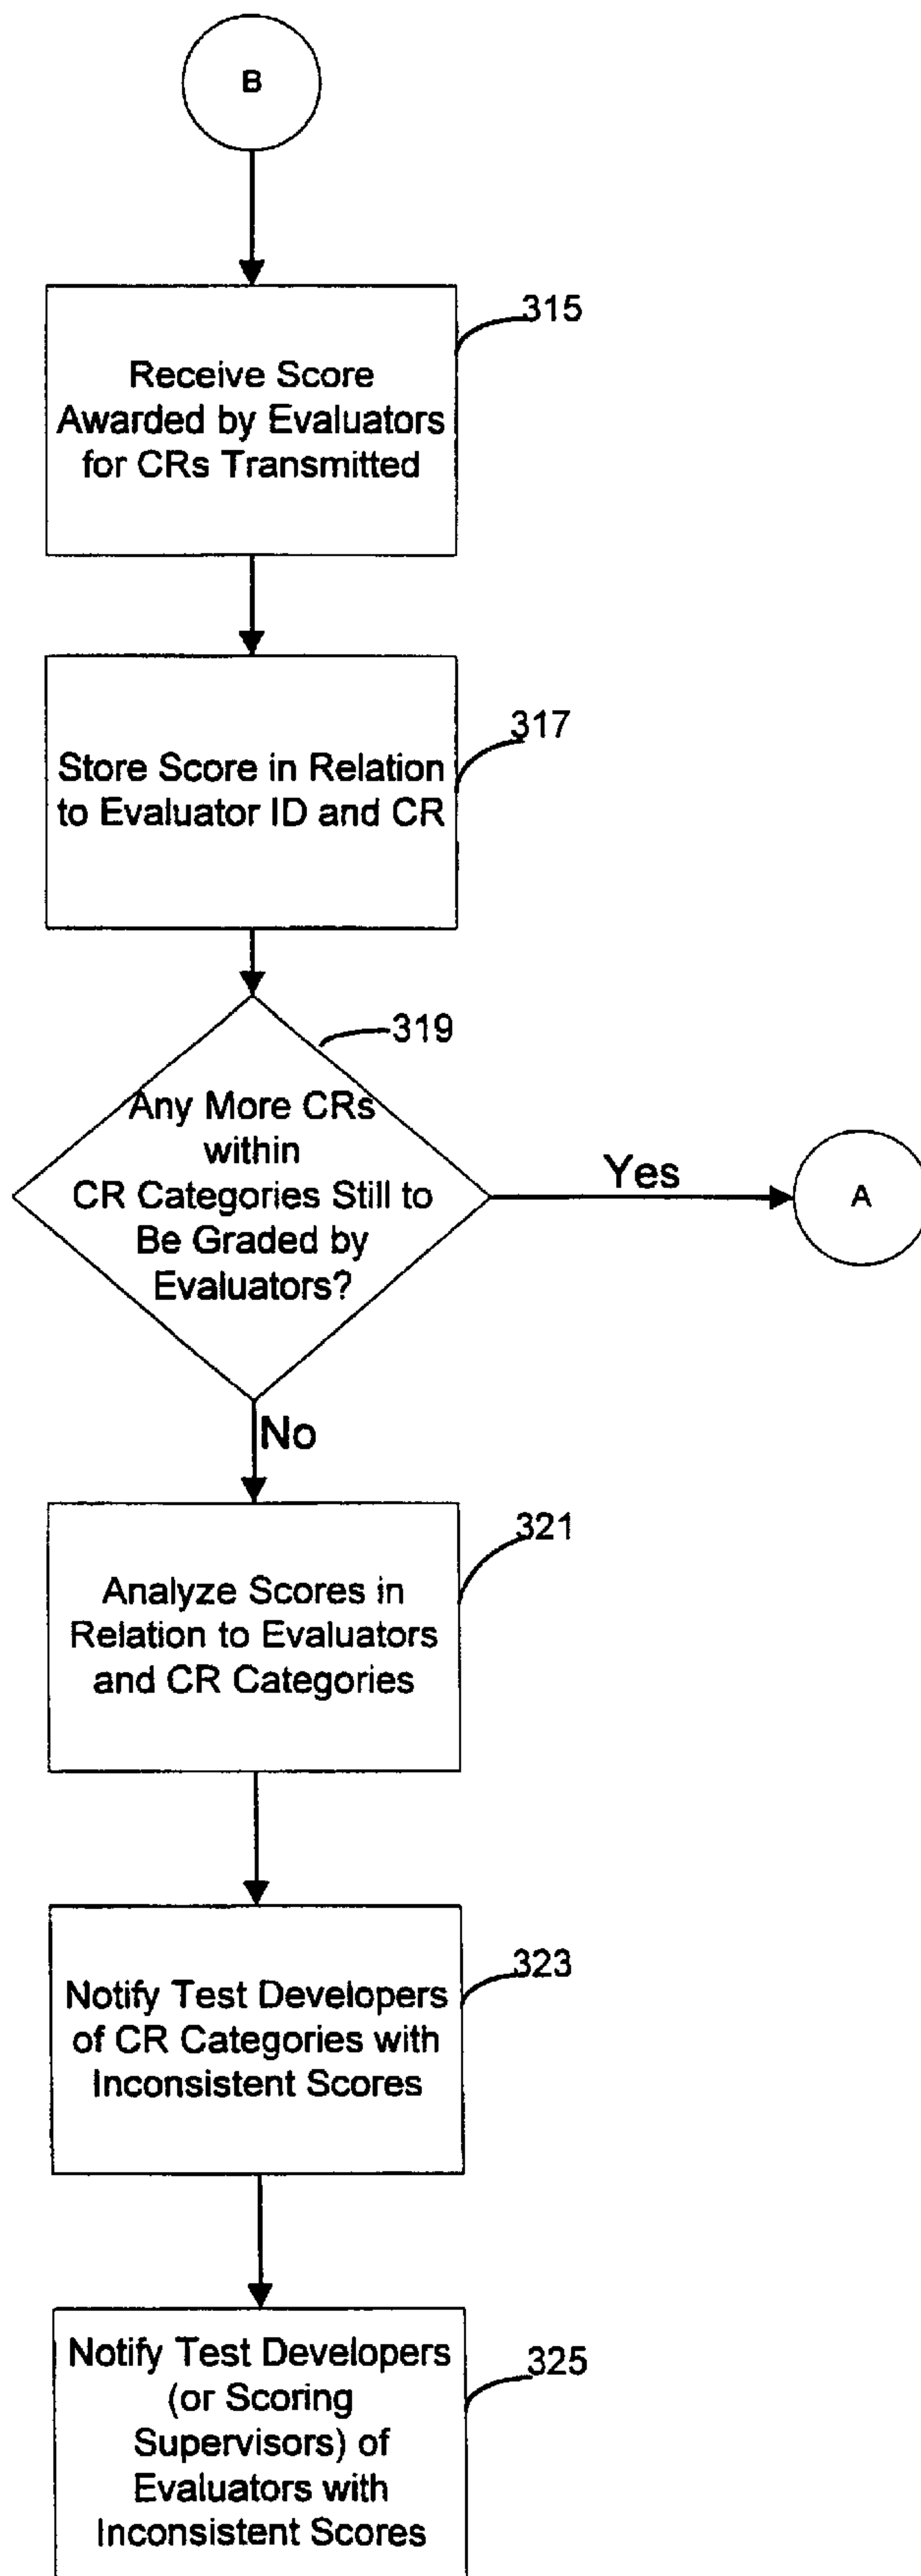 B
315
Receive Score
Awarded by Evaluators
for CRs Transmitted
317
Store Score in Relation
to Evaluator ID and CR
319
Any More CRs
within
CR Categories Still to
Be Graded by
Evaluators?
Yes
A
No
321
Analyze Scores in
Relation to Evaluators
and CR Categories
323
Notify Test Developers
of CR Categories with
Inconsistent Scores
325
Notify Test Developers
(or Scoring
Supervisors) of
Evaluators with
Inconsistent Scores